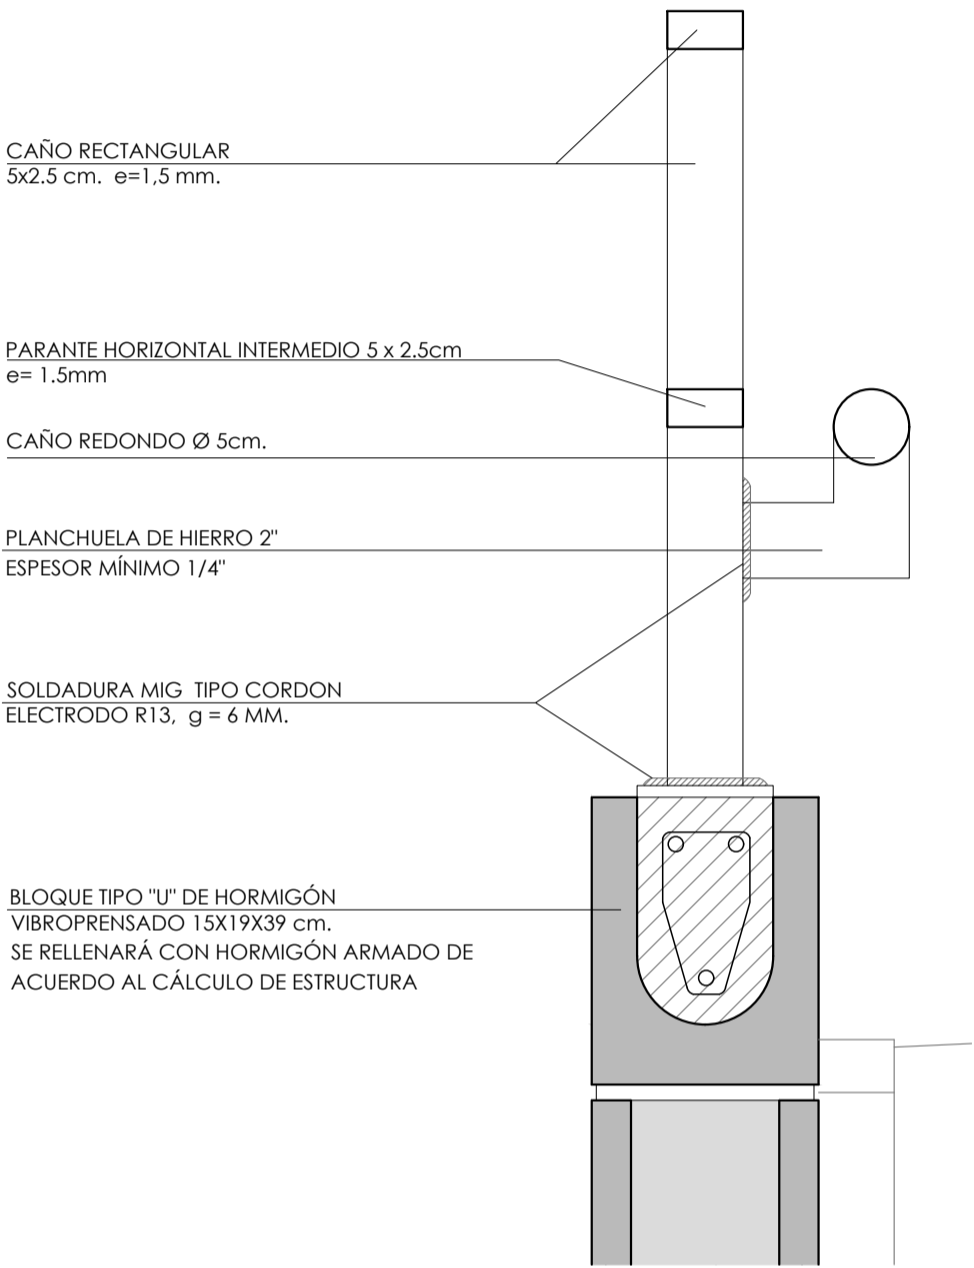 CAÑO RECTANGULAR
5x2.5 cm. e=1,5 mm.
PARANTE HORIZONTAL INTERMEDIO 5 x 2.5cm
e= 1.5mm
CAÑO REDONDO Ø 5cm.
PLANCHUELA DE HIERRO 2"
ESPESOR MÍNIMO 1/4"
SOLDADURA MIG TIPO CORDON
ELECTRODO R13, g = 6 MM.
BLOQUE TIPO "U" DE HORMIGÓN
VIBROPRENSADO 15X19X39 cm.
SE RELLENARÁ CON HORMIGÓN ARMADO DE
ACUERDO AL CÁLCULO DE ESTRUCTURA